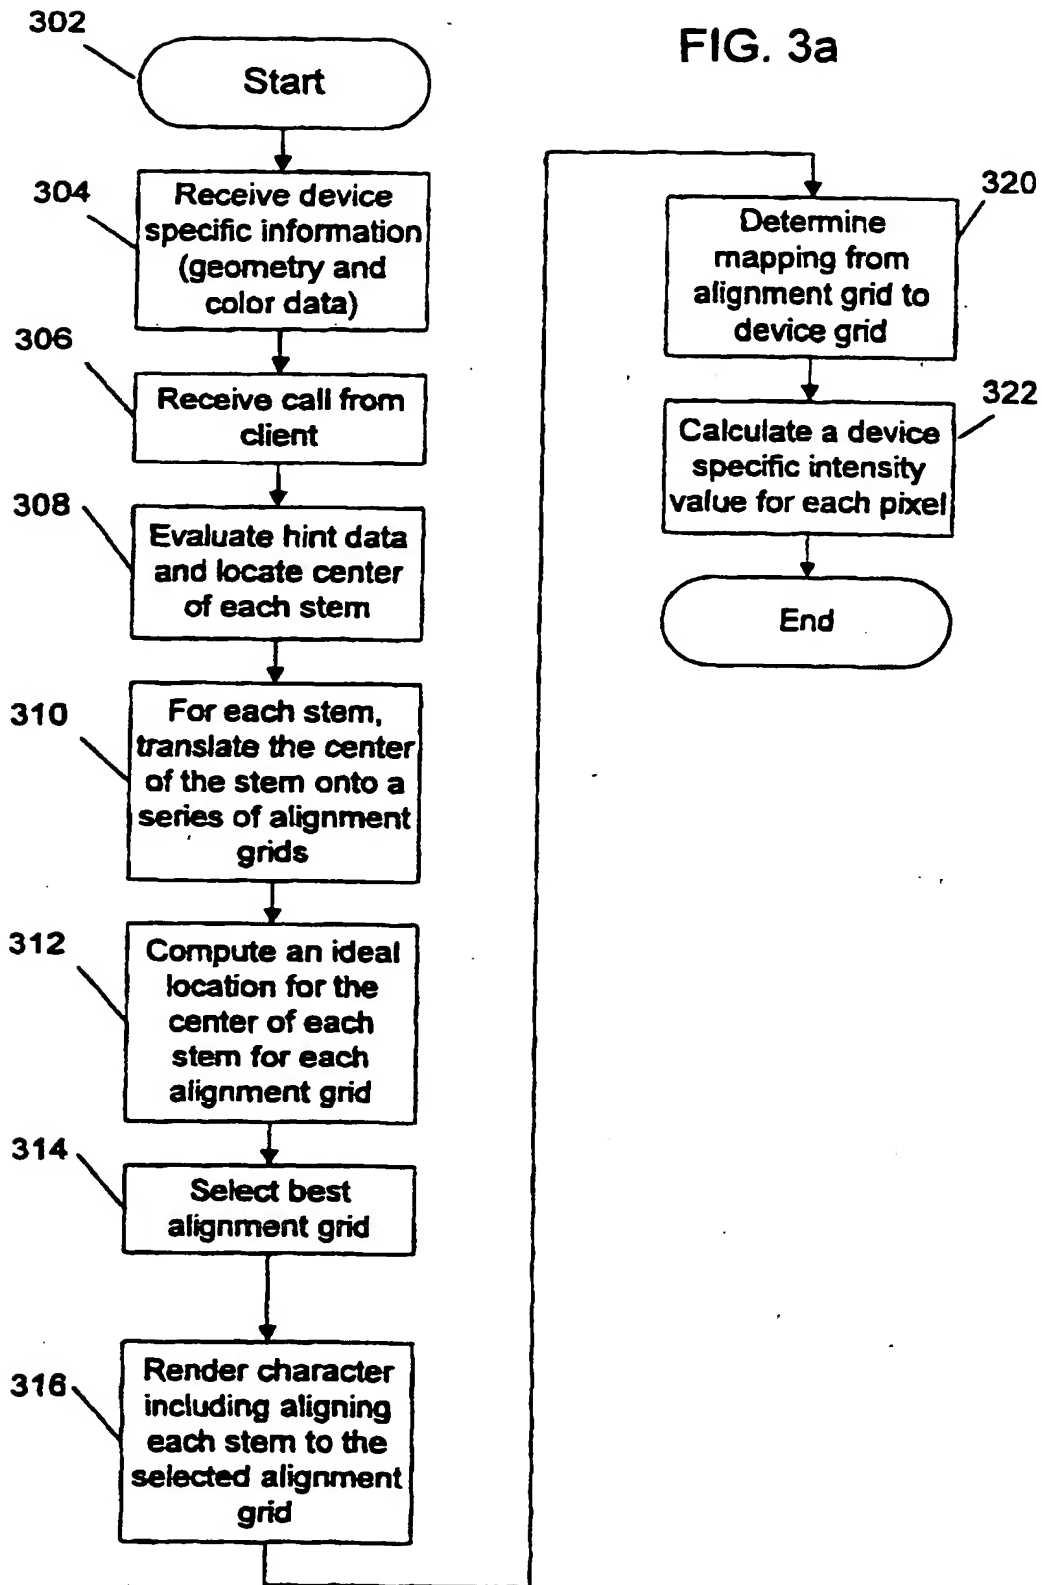 FIG. 3a
302
Start
304
Receive device
specific information
(geometry and
color data)
306
Receive call from
client
308
Evaluate hint data
and locate center
of each stem
310
For each stem,
translate the center
of the stem onto a
series of alignment
grids
312
Compute an ideal
location for the
center of each
stem for each
alignment grid
314
Select best
alignment grid
316
Render character
including aligning
each stem to the
selected alignment
grid
320
Determine
mapping from
alignment grid to
device grid
322
Calculate a device
specific intensity
value for each pixel
End